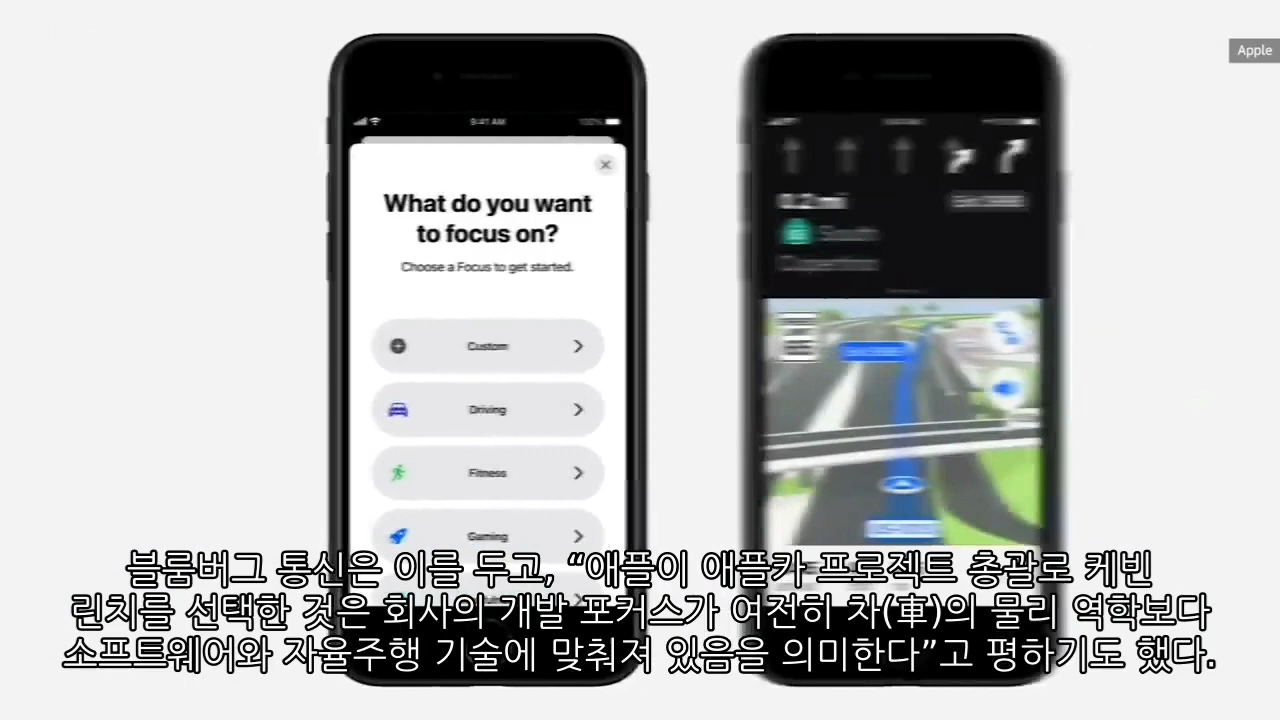 Apple
9:41 AM
100%
What do you want
to focus on?
Choose a Focus to get started.
Custom
Driving
Fitness
Gaming
South
Cupertino
블룸버그 통신은 이를 두고, “애플이 애플카 프로젝트 총괄로 케빈
린치를 선택한 것은 회사의 개발 포커스가 여전히 차(車)의 물리 역학보다
소프트웨어와 자율주행 기술에 맞춰져 있음을 의미한다”고 평하기도 했다.